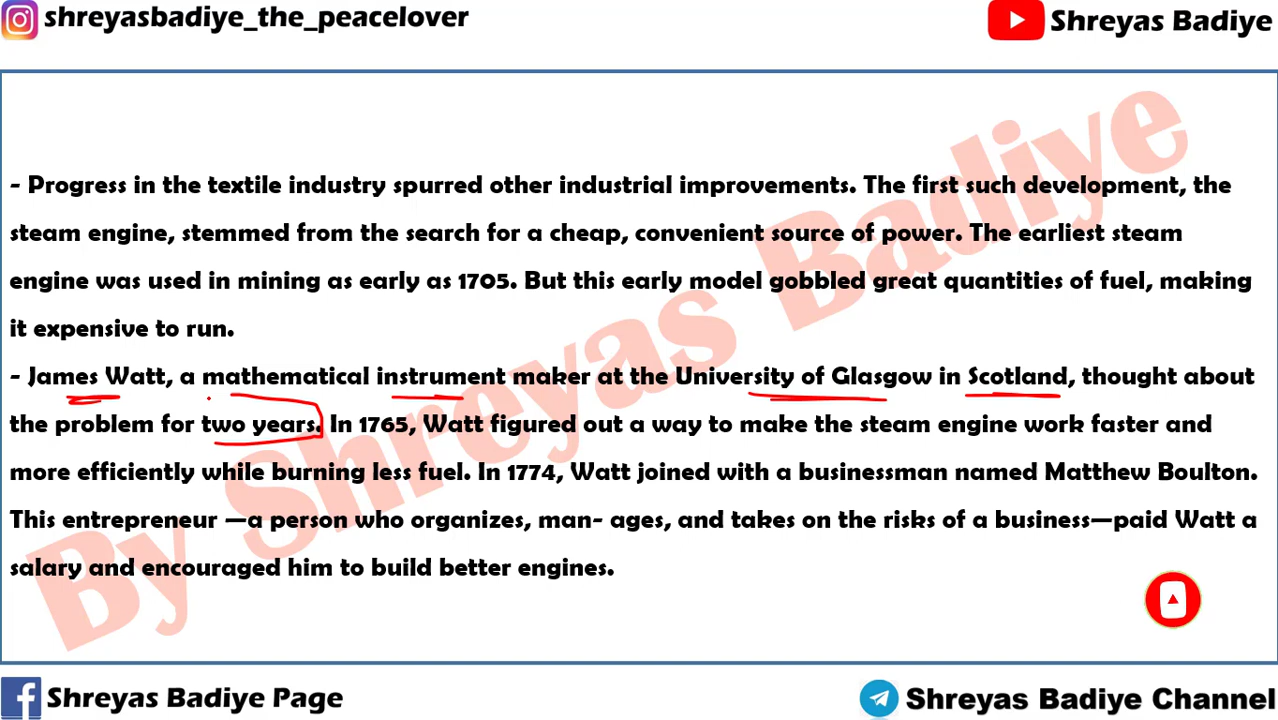 shreyasbadiye_the_peacelover
Shreyas Badiye
- Progress in the textile industry spurred other industrial improvements. The first such development, the
steam engine, stemmed from the search for a cheap, convenient source of power. The earliest steam
engine was used in mining as early as 1705. But this early model gobbled great quantities of fuel, making
it expensive to run.
- James Watt, a mathematical instrument maker at the University of Glasgow in Scotland, thought about
the problem for two years. In 1765, Watt figured out a way to make the steam engine work faster and
more efficiently while burning less fuel. In 1774, Watt joined with a businessman named Matthew Boulton.
This entrepreneur —a person who organizes, man- ages, and takes on the risks of a business—paid Watt a
salary and encouraged him to build better engines.
By Shreyas Badiye
Shreyas Badiye Page
Shreyas Badiye Channel